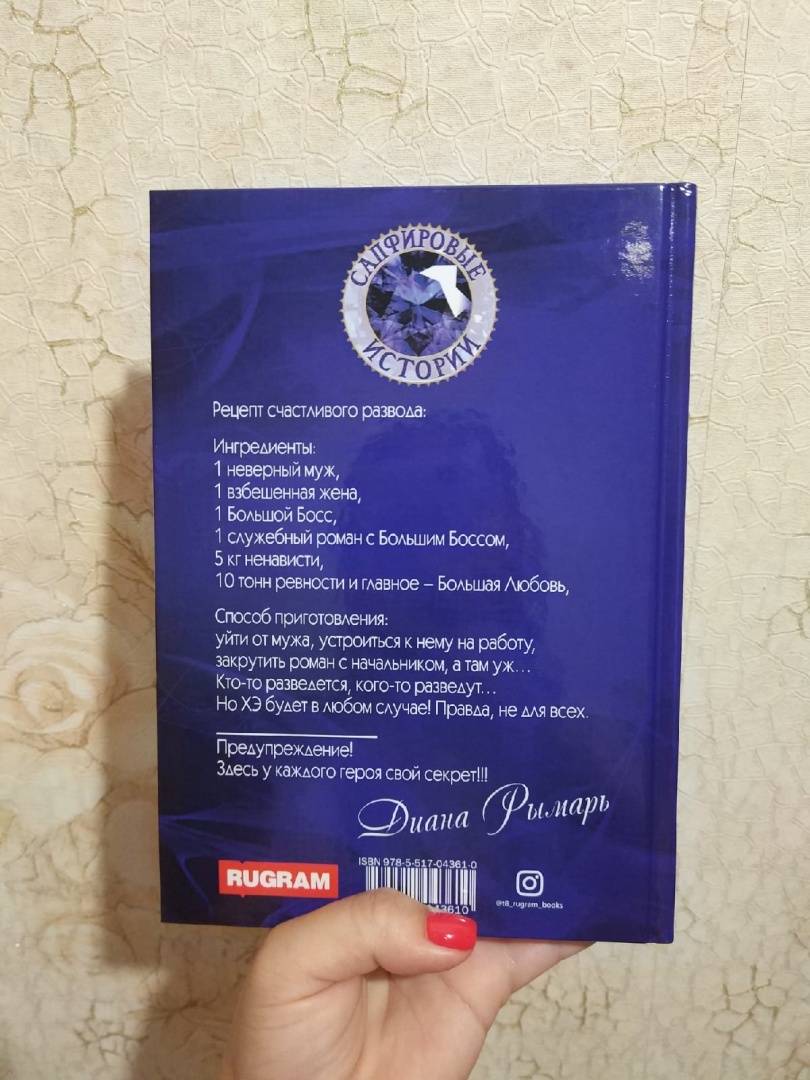 САПФИРОВЫЕ
ИСТОРИИ
Рецепт счастливого развода:
Ингредиенты:
1 неверный муж,
1 взбешенная жена,
1 Большой Босс,
1 служебный роман с Большим Боссом,
5 кг ненависти,
10 тонн ревности и главное – Большая Любовь,
Способ приготовления:
уйти от мужа, устроиться к нему на работу,
закрутить роман с начальником, а там уж...
Кто-то разведется, кого-то разведут...
Но ХЭ будет в любом случае! Правда, не для всех.
Предупреждение!
Здесь у каждого героя свой секрет!!!
Диана Рымарь
ISBN 978-5-517-04361-0
RUGRAM
@t8_rugram_books